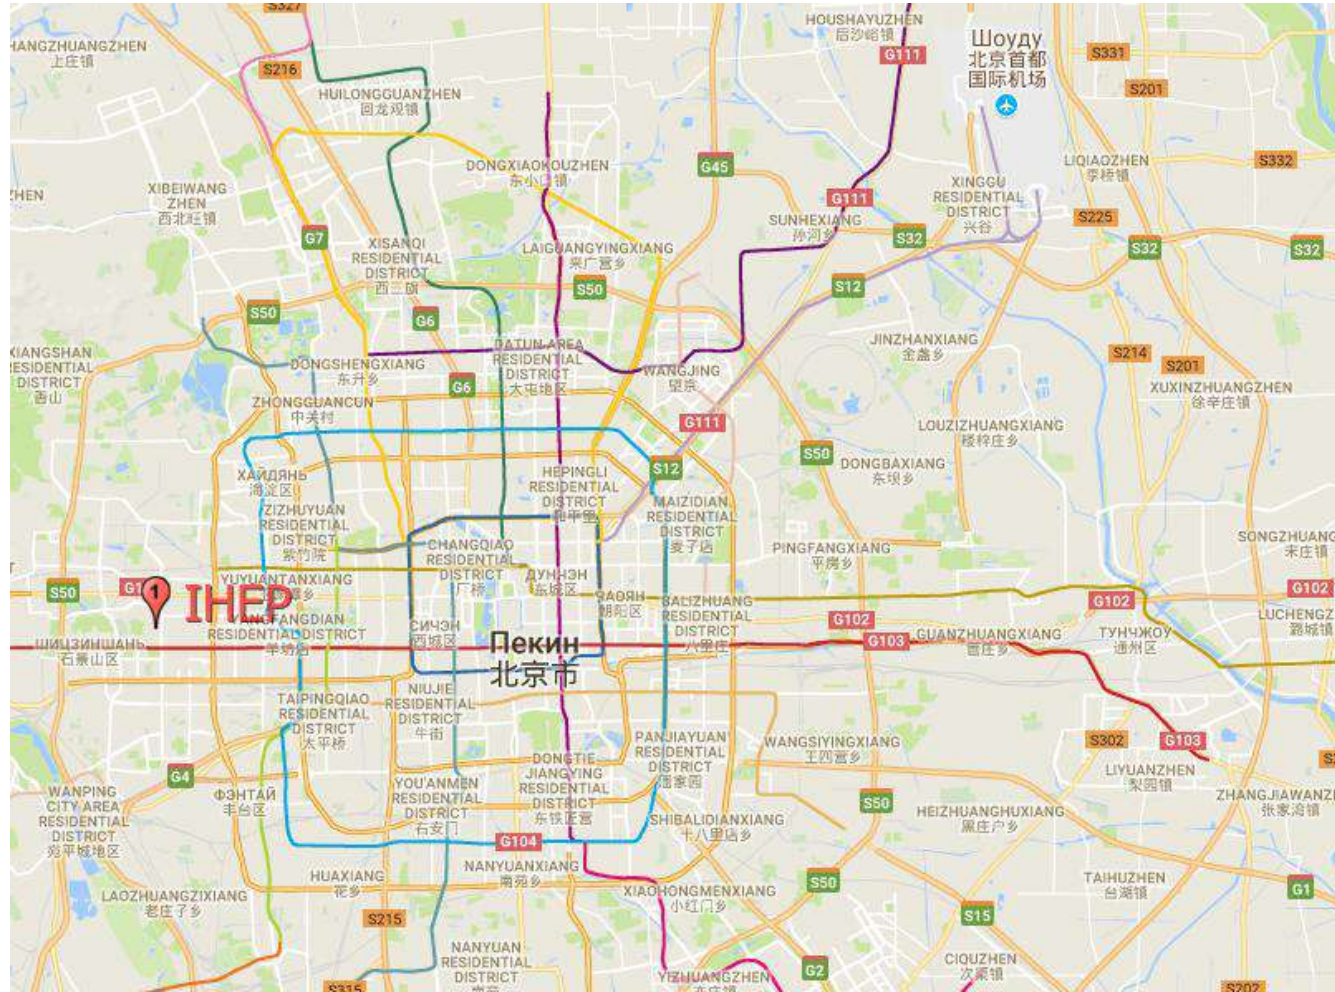 S327
HOUSHAYUZHEN
后沙峪镇
G111
Шоуду
北京首都
国际机场
S331
HANGZHUANGZHEN
上庄镇
S216
HUILONGGUANZHEN
回龙观镇
S201
DONGXIAOKOUZHEN
G45
LIQIAOZHEN
李桥镇
S332
ZHEN
XIBEIWANG
ZHEN
西北旺镇
G111
XINGGU
RESIDENTIAL
DISTRICT
兴谷
SUNHEXIANG
孙河乡
S225
G7
XISANQI
RESIDENTIAL
DISTRICT
西三旗
LAIGUANGYINGXIANG
来广营乡
S32
S32
S32
S50
S12
S50
G6
XIANGSHAN
RESIDENTIAL
DISTRICT
香山
DONGSHENGXIANG
东升乡
DATUN AREA
RESIDENTIAL
DISTRICT
大屯地区
WANGJING
望京
JINZHANXIANG
金盏乡
S214
S201
G6
XUXINZHUANGZHEN
徐辛庄镇
ZHONGGUANCUN
中关村
G111
LOUZIZHUANGXIANG
楼梓庄乡
S50
S12
DONGBAXIANG
东坝乡
ХАЙДЯНЬ
海淀区
HEPINGLI
RESIDENTIAL
DISTRICT
和平里
MAIZIDIAN
RESIDENTIAL
DISTRICT
麦子店
ZIZHUYUAN
RESIDENTIAL
DISTRICT
紫竹院
CHANGQIAO
RESIDENTIAL
DISTRICT
厂桥
PINGFANGXIANG
平房乡
SONGZHUANG
宋庄镇
S50
1
IHEP
YUYUANTANXIANG
ДУНЧЭН
东城区
ЧАОЯН
朝阳区
BALIZHUANG
RESIDENTIAL
DISTRICT
八里庄
G102
G102
G102
YANGFANGDIAN
RESIDENTIAL DISTRICT
羊坊店
СИЧЭН
西城区
G103
GUANZHUANGXIANG
管庄乡
ТУНЧЖОУ
通州区
LUCHENGZ
潞城镇
ШИЦЗИНШАНЬ
石景山区
Пекин
北京市
TAIPINGQIAO
RESIDENTIAL
DISTRICT
太平桥
NIUJIE
RESIDENTIAL
DISTRICT
牛街
PANJIAYUAN
RESIDENTIAL
DISTRICT
潘家园
WANGSIYINGXIANG
王四营乡
S302
G103
LIYUANZHEN
梨园镇
G4
ФЭНТАЙ
丰台区
YOU'ANMEN
RESIDENTIAL
DISTRICT
右安门
DONGTIE
JIANGYING
RESIDENTIAL
DISTRICT
东铁匠营
WANPING
CITY AREA
RESIDENTIAL
DISTRICT
宛平城地区
S50
ZHANGJIAWANZH
张家湾镇
HEIZHUANGHUXIANG
黑庄户乡
SHIBALIDIANXIANG
十八里店乡
G104
HUAXIANG
花乡
NANYUANXIANG
南苑乡
XIAOHONGMENXIANG
小红门乡
S50
TAIHUZHEN
台湖镇
G1
LAOZHUANGZIXIANG
老庄子乡
S215
S15
NANYUAN
RESIDENTIAL
DISTRICT
YIZHUANGZHEN
G2
CIQUZHEN
次渠镇
S315
S202